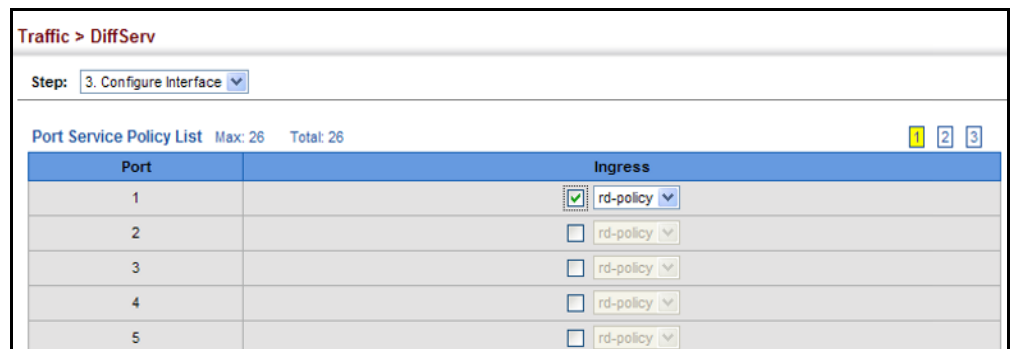 Traffic > DiffServ
Step: 3. Configure Interface
Port Service Policy List Max: 26 Total: 26 1 2 3
Port Ingress
1 rd-policy
2 rd-policy
3 rd-policy
4 rd-policy
5 rd-policy